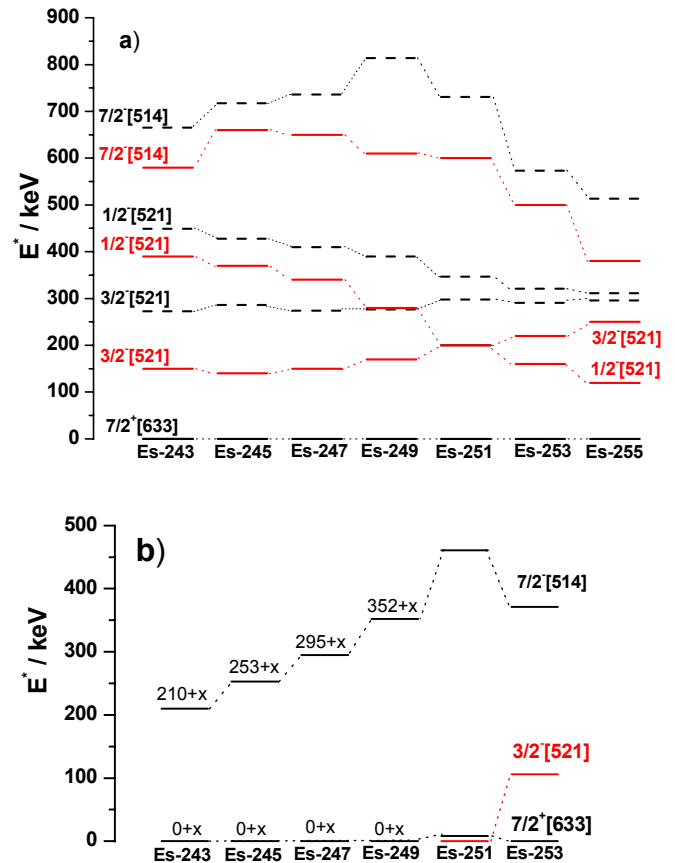 a)
900
800
700
7/2⁻[514]
600
7/2⁻[514]
500
1/2⁻[521]
1/2⁻[521]
400
300
3/2⁻[521]
200
3/2⁻[521]
3/2⁻[521]
1/2⁻[521]
100
7/2⁺[633]
0
E* / keV
Es-243 Es-245 Es-247 Es-249 Es-251 Es-253 Es-255
b)
500
400
7/2⁻[514]
352+x
295+x
300
253+x
210+x
200
3/2⁻[521]
100
0+x 0+x 0+x 0+x 7/2⁺[633]
0
E* / keV
Es-243 Es-245 Es-247 Es-249 Es-251 Es-253